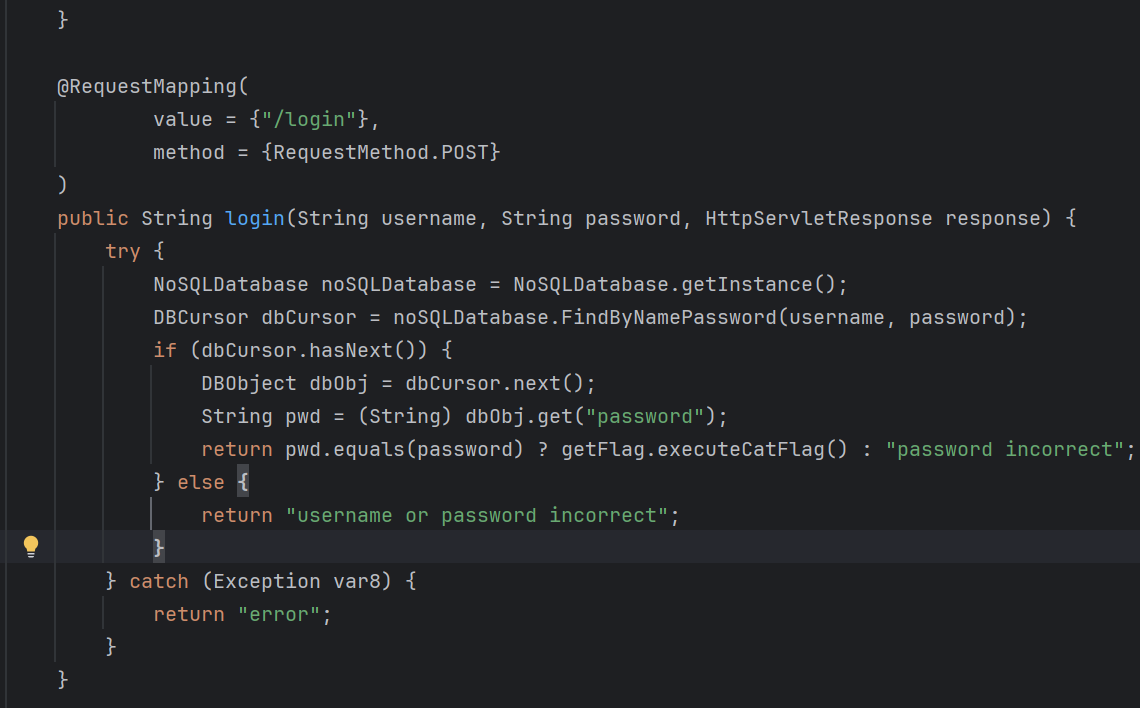 }
@RequestMapping(
value = {"/login"},
method = {RequestMethod.POST}
)
public String login(String username, String password, HttpServletResponse response) {
try {
NoSQLDatabase noSQLDatabase = NoSQLDatabase.getInstance();
DBCursor dbCursor = noSQLDatabase.FindByNamePassword(username, password);
if (dbCursor.hasNext()) {
DBObject dbObj = dbCursor.next();
String pwd = (String) dbObj.get("password");
return pwd.equals(password) ? getFlag.executeCatFlag() : "password incorrect";
} else {
return "username or password incorrect";
}
} catch (Exception var8) {
return "error";
}
}